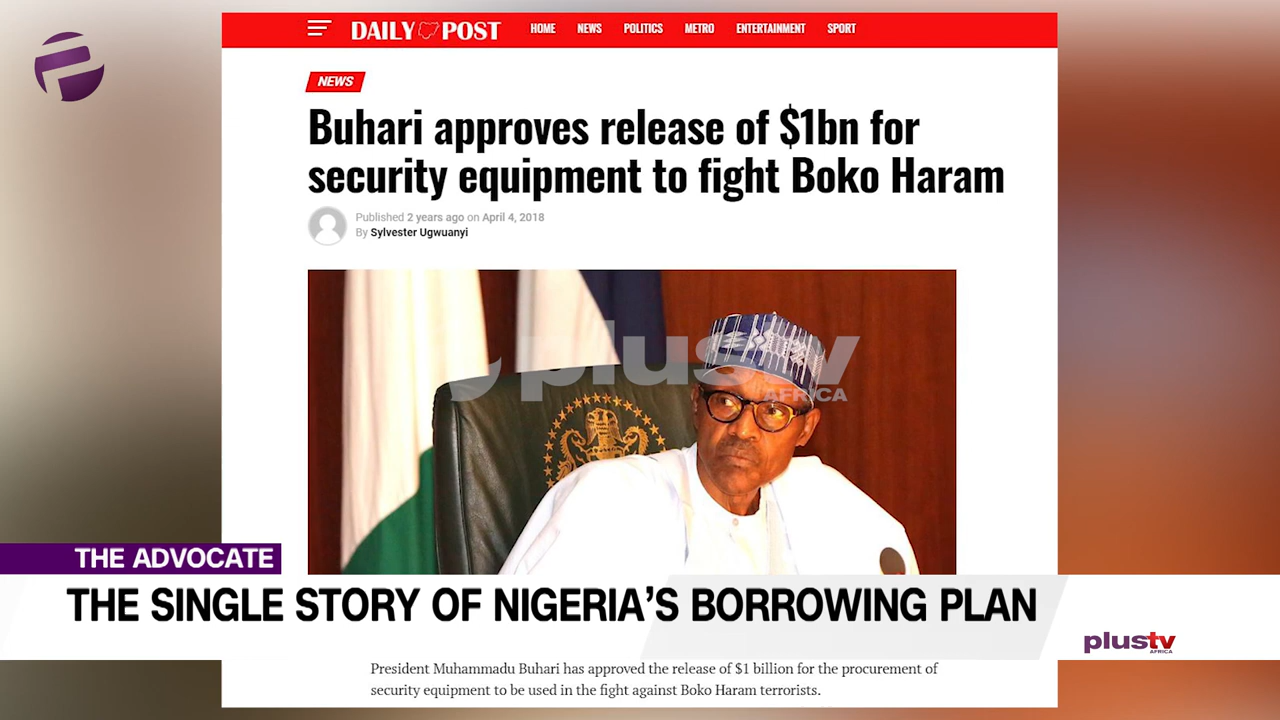 DAILY POST
HOME NEWS POLITICS METRO ENTERTAINMENT SPORT
NEWS
Buhari approves release of $1bn for
security equipment to fight Boko Haram
Published 2 years ago on April 4, 2018
By Sylvester Ugwuanyi
plustv
AFRICA
THE ADVOCATE
THE SINGLE STORY OF NIGERIA'S BORROWING PLAN
plustv
AFRICA
President Muhammadu Buhari has approved the release of $1 billion for the procurement of
security equipment to be used in the fight against Boko Haram terrorists.